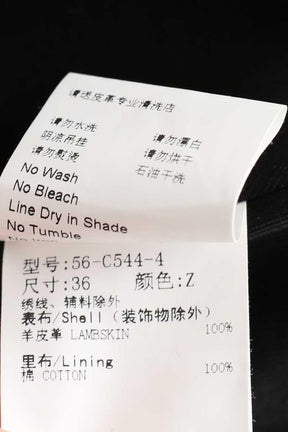 请送皮革专业清洗店
请勿水洗 请勿漂白
阴凉吊挂 请勿烘干
请勿熨烫 石油干洗
No Wash
No Bleach
Line Dry in Shade
No Tumble
型号:56-C544-4
尺寸:36 颜色:Z
绣线、辅料除外
表布/Shell (装饰物除外)
羊皮革 LAMBSKIN 100%
里布/Lining
棉 COTTON 100%